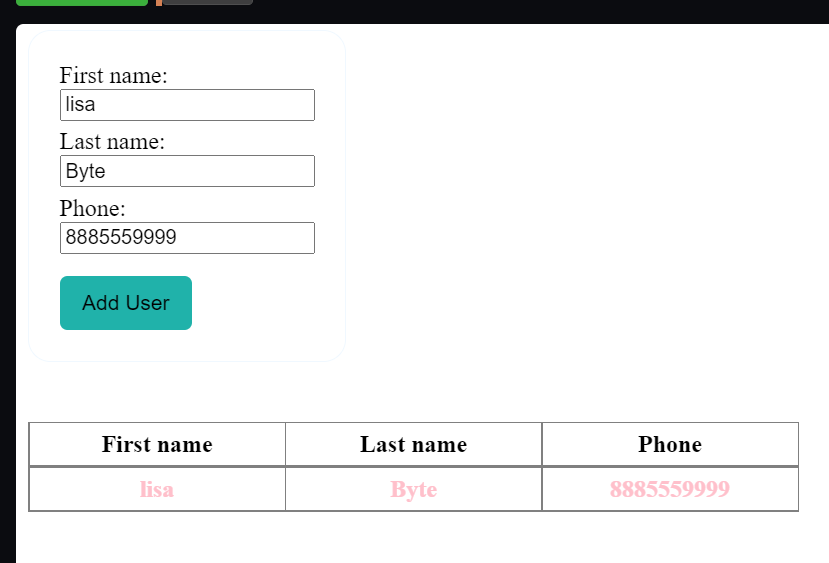 First name:
lisa
Last name:
Byte
Phone:
8885559999
Add User
First name Last name Phone
lisa Byte 8885559999